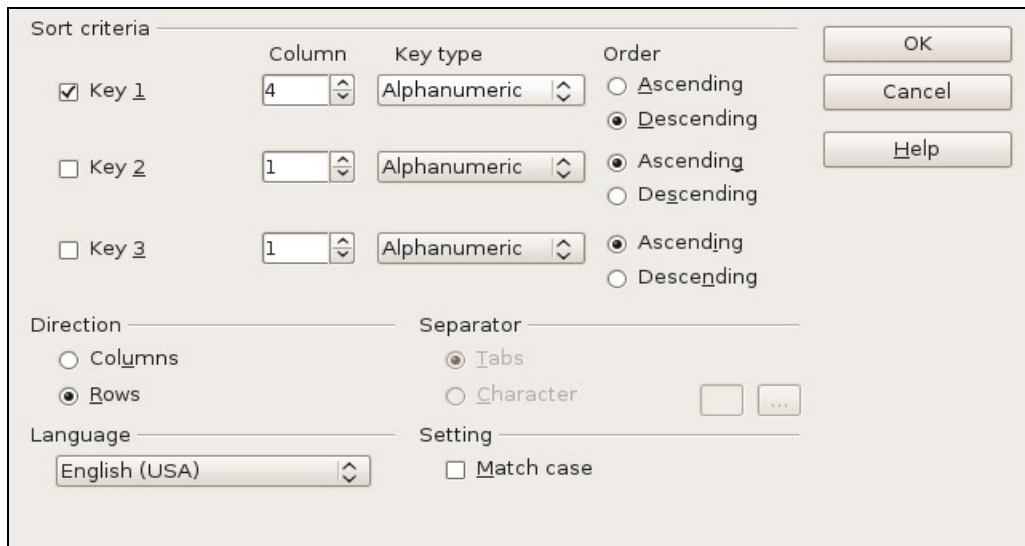 Sort criteria
Column Key type Order
Key 1 4 Alphanumeric Ascending
Descending
Key 2 1 Alphanumeric Ascending
Descending
Key 3 1 Alphanumeric Ascending
Descending
OK
Cancel
Help
Direction
Columns
Rows
Separator
Tabs
Character
...
Language
English (USA)
Setting
Match case